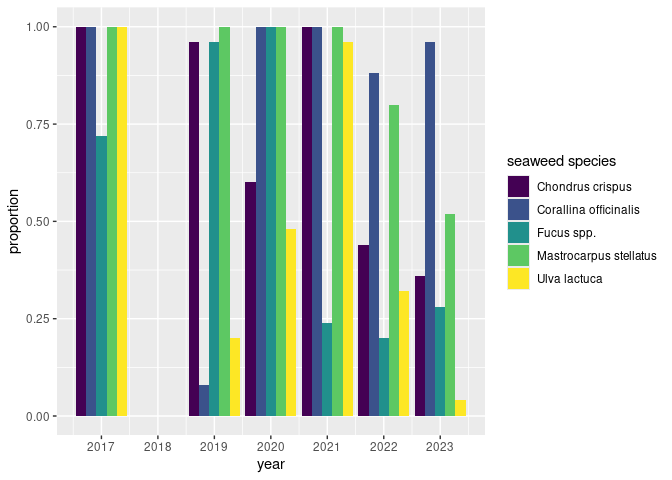 1.00
0.75
0.50
0.25
0.00
proportion
2017 2018 2019 2020 2021 2022 2023
year
seaweed species
Chondrus crispus
Corallina officinalis
Fucus spp.
Mastrocarpus stellatus
Ulva lactuca